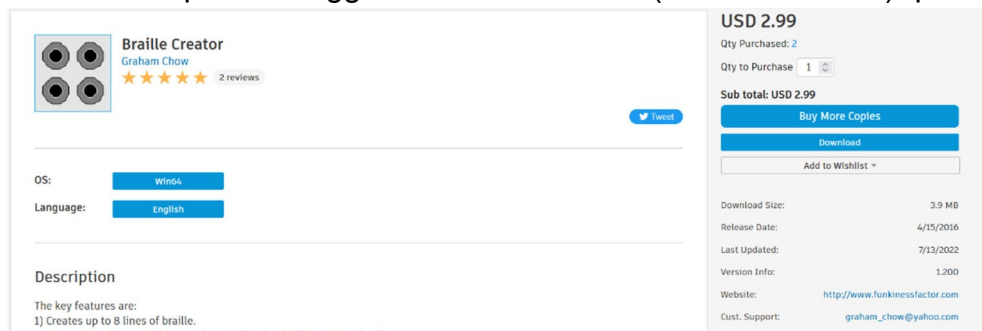 Braille Creator
Graham Chow
2 reviews
Tweet
OS: Win64
Language: English
Description
The key features are:
1) Creates up to 8 lines of braille.
USD 2.99
Qty Purchased: 2
Qty to Purchase 1
Sub total: USD 2.99
Buy More Copies
Download
Add to Wishlist
Download Size: 3.9 MB
Release Date: 4/15/2016
Last Updated: 7/13/2022
Version Info: 1.200
Website: http://www.funkinessfactor.com
Cust. Support: graham_chow@yahoo.com